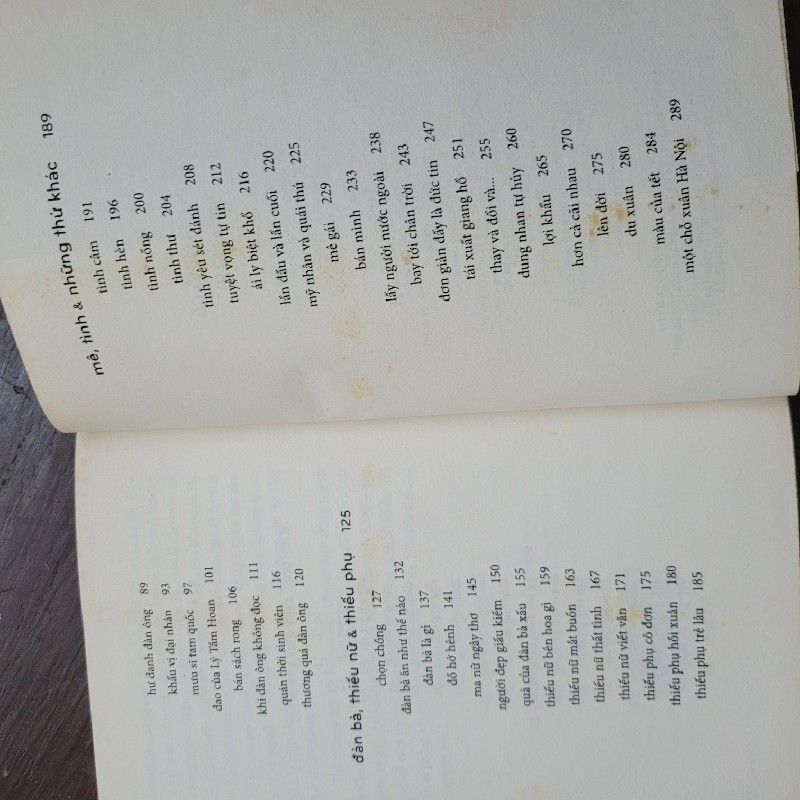 hư danh đàn ông 89
khẩu vị đại nhân 93
mưu sĩ tam quốc 97
đao của Lý Tầm Hoan 101
bán sách rong 106
khi đàn ông không đọc 111
quán thời sinh viên 116
thương quá đàn ông 120
đàn bà, thiếu nữ & thiếu phụ 125
chọn chồng 127
đàn bà ăn như thế nào 132
đàn bà là gì 137
đồ hở hênh 141
ma nữ ngây thơ 145
người đẹp giấu kiếm 150
quà của đàn bà xấu 155
thiếu nữ bên hoa gì 159
thiếu nữ mắt buồn 163
thiếu nữ thất tình 167
thiếu nữ viết văn 171
thiếu phụ cô đơn 175
thiếu phụ hồi xuân 180
thiếu phụ trẻ lâu 185
mê, tình & những thứ khác 189
tình cảm 191
tình hèn 196
tình nồng 200
tình thư 204
tình yêu sét đánh 208
tuyệt vọng tự tin 212
ái ly biệt khổ 216
lần đầu và lần cuối 220
mỹ nhân và quái thú 225
mê gái 229
bán mình 233
lấy người nước ngoài 238
bay tới chân trời 243
đơn giản đấy là đức tin 247
tái xuất giang hồ 251
thay và đổi và... 255
dung nhan tự hủy 260
lợi khẩu 265
hơn cả cãi nhau 270
lên đời 275
du xuân 280
màu của tết 284
một chỗ xuân Hà Nội 289